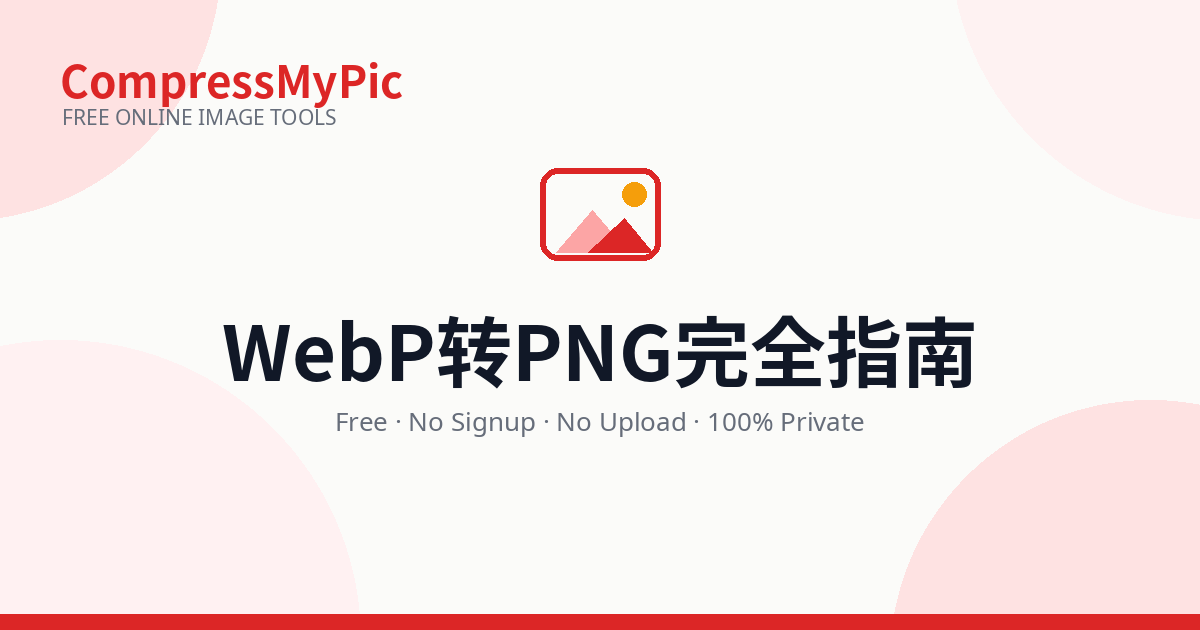 CompressMyPic
FREE ONLINE IMAGE TOOLS
WebP转PNG完全指南
Free · No Signup · No Upload · 100% Private